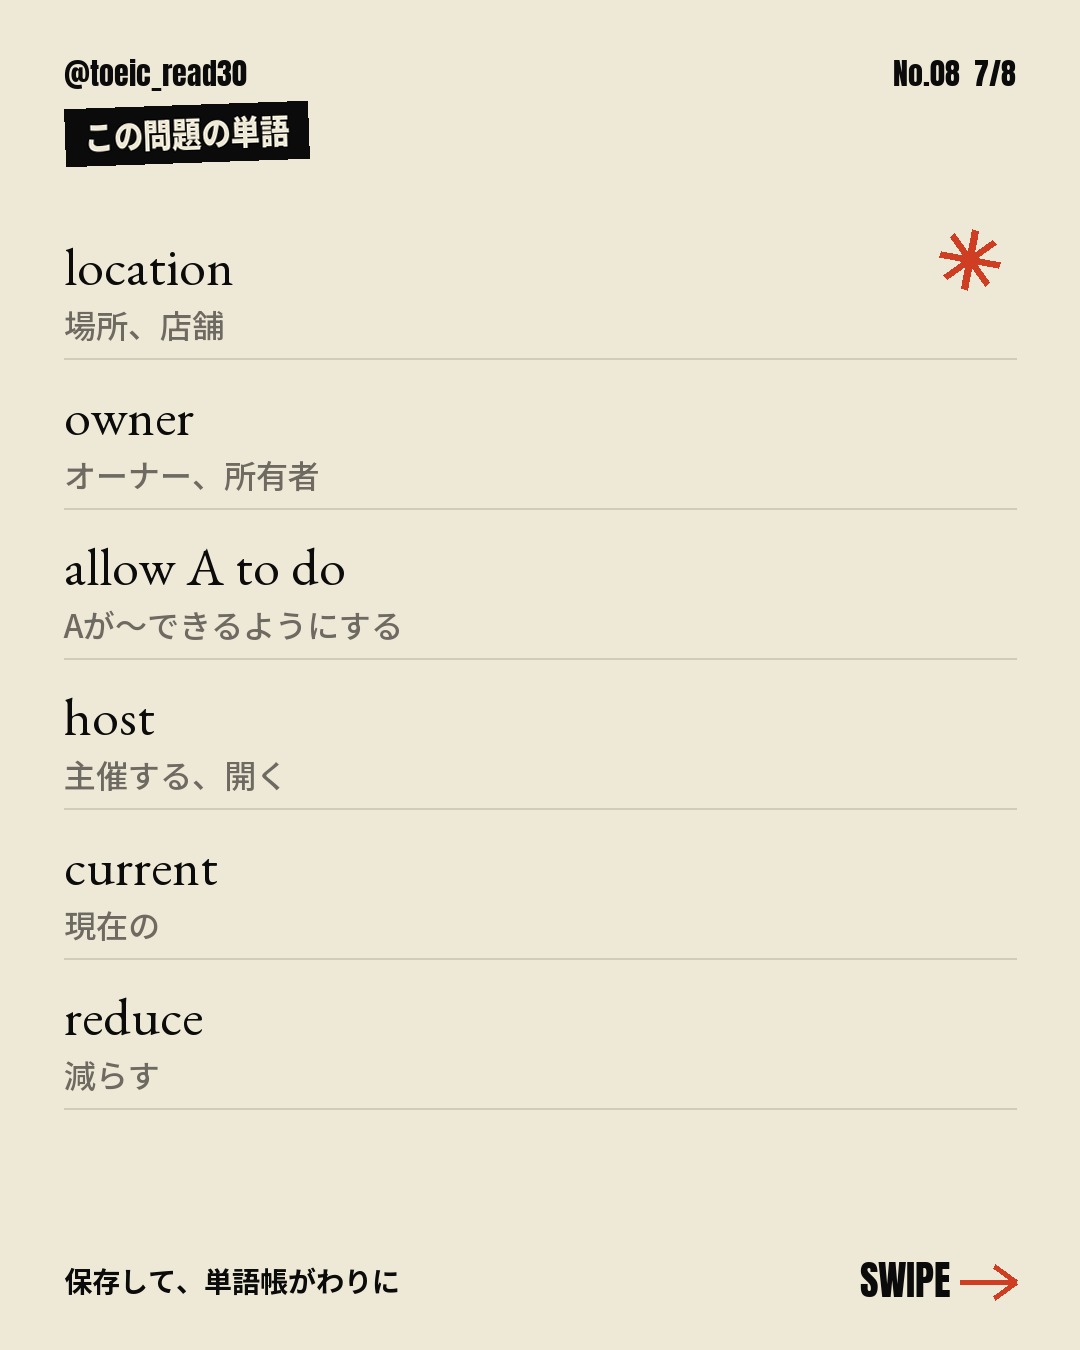 @toeic_read30
No.08 7/8
この問題の単語
location
場所、店舗
owner
オーナー、所有者
allow A to do
Aが〜できるようにする
host
主催する、開く
current
現在の
reduce
減らす
保存して、単語帳がわりに
SWIPE